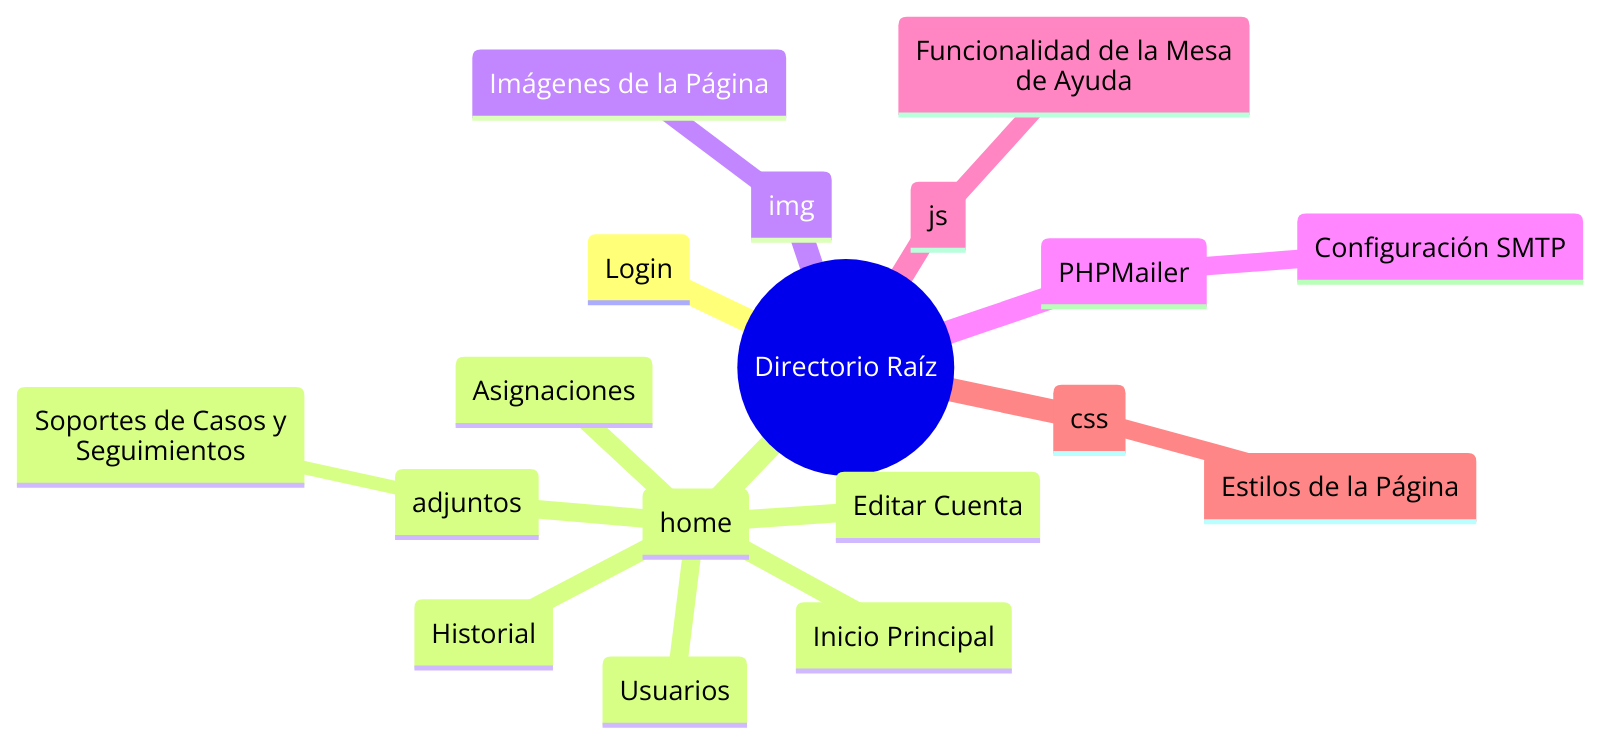 Funcionalidad de la Mesa
de Ayuda
Imágenes de la Página
img
js
Configuración SMTP
PHPMailer
Login
Directorio Raíz
Asignaciones
css
Soportes de Casos y
Seguimientos
Estilos de la Página
adjuntos
home
Editar Cuenta
Historial
Inicio Principal
Usuarios